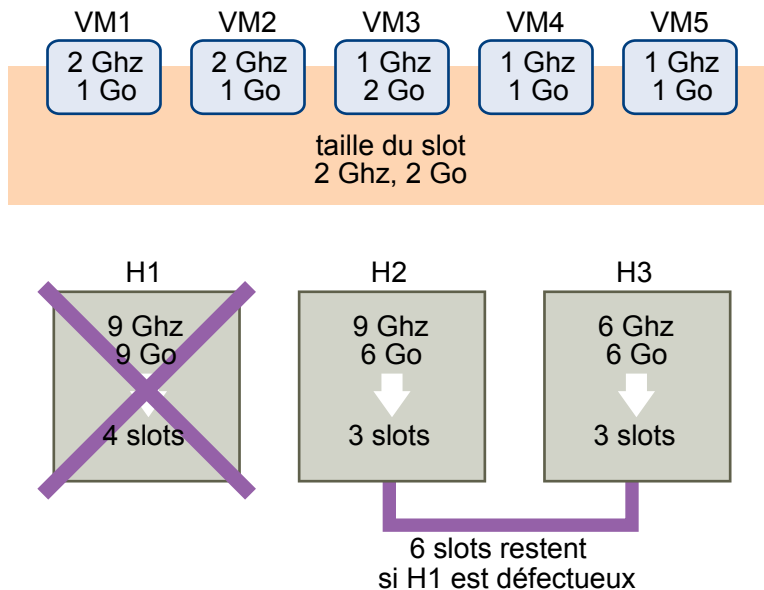 VM1 VM2 VM3 VM4 VM5
2 Ghz 2 Ghz 1 Ghz 1 Ghz 1 Ghz
1 Go 1 Go 2 Go 1 Go 1 Go
taille du slot
2 Ghz, 2 Go
H1 H2 H3
9 Ghz 9 Ghz 6 Ghz
9 Go 6 Go 6 Go
4 slots 3 slots 3 slots
6 slots restent
si H1 est défectueux